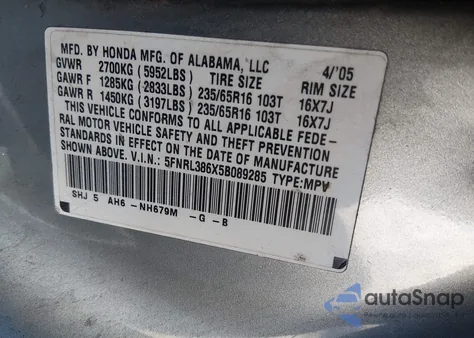 MFD. BY HONDA MFG. OF ALABAMA, LLC 4/'05
GVWR 2700KG (5952LBS) TIRE SIZE RIM SIZE
GAWR F 1285KG (2833LBS) 235/65R16 103T 16X7J
GAWR R 1450KG (3197LBS) 235/65R16 103T 16X7J
THIS VEHICLE CONFORMS TO ALL APPLICABLE FEDE-
RAL MOTOR VEHICLE SAFETY AND THEFT PREVENTION
STANDARDS IN EFFECT ON THE DATE OF MANUFACTURE
SHOWN ABOVE. V.I.N.: 5FNRL386X5B089285 TYPE:MPV
SHJ 5 AH6-NH679M -G-B
autoSnap